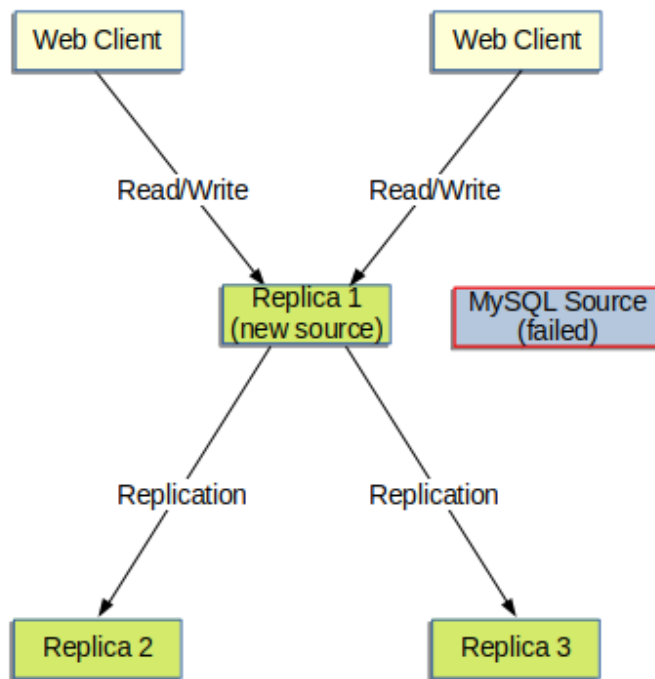 Web Client
Web Client
Read/Write
Read/Write
Replica 1
(new source)
MySQL Source
(failed)
Replication
Replication
Replica 2
Replica 3